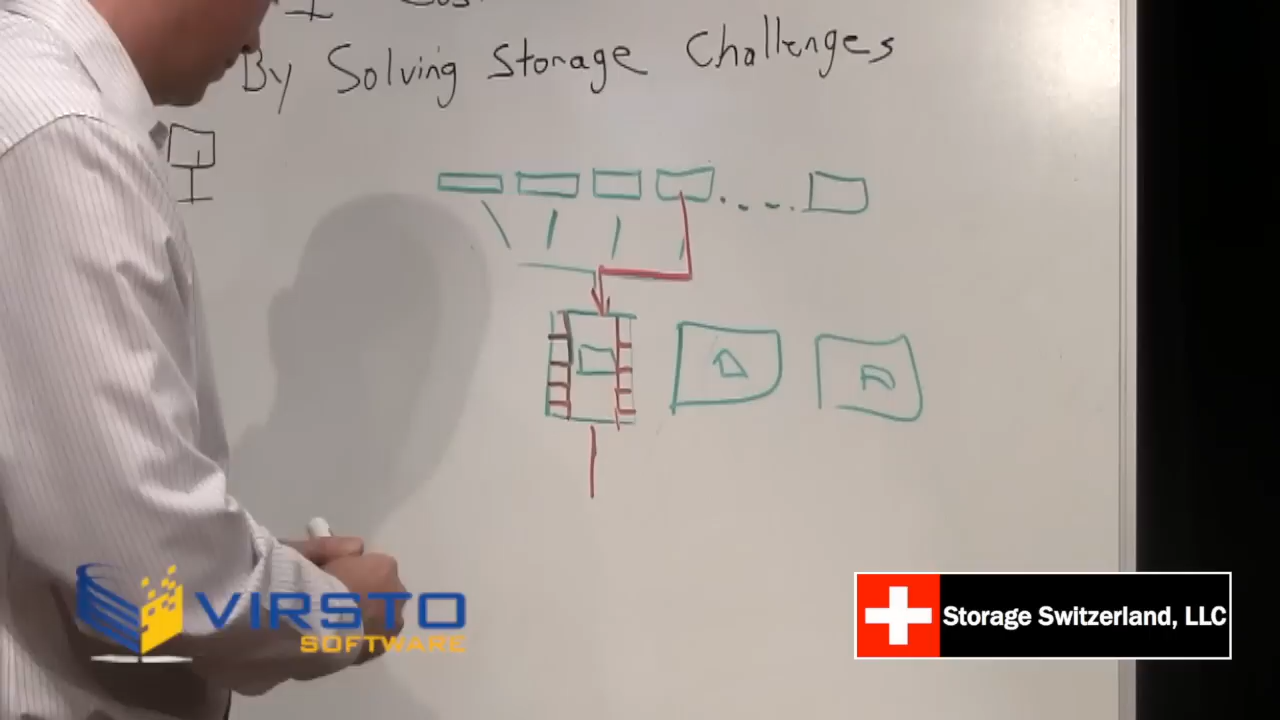 By Solving Storage Challenges
VIRSTO
SOFTWARE
Storage Switzerland, LLC